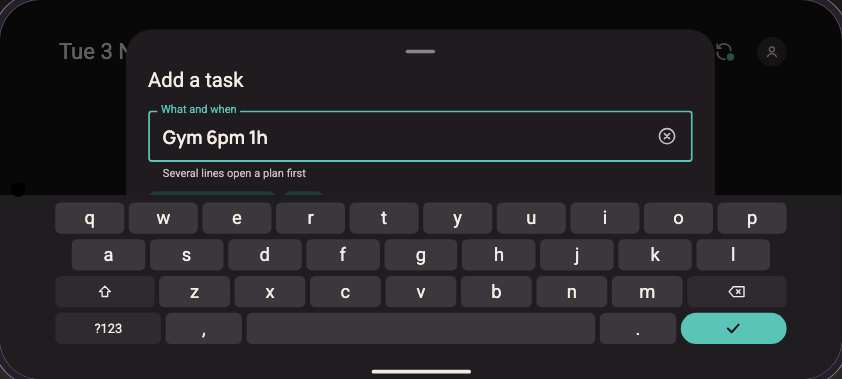 Tue 3 N
Add a task
What and when
Gym 6pm 1h
Several lines open a plan first
q w e r t y u i o p
a s d f g h j k l
z x c v b n m
?123 , .